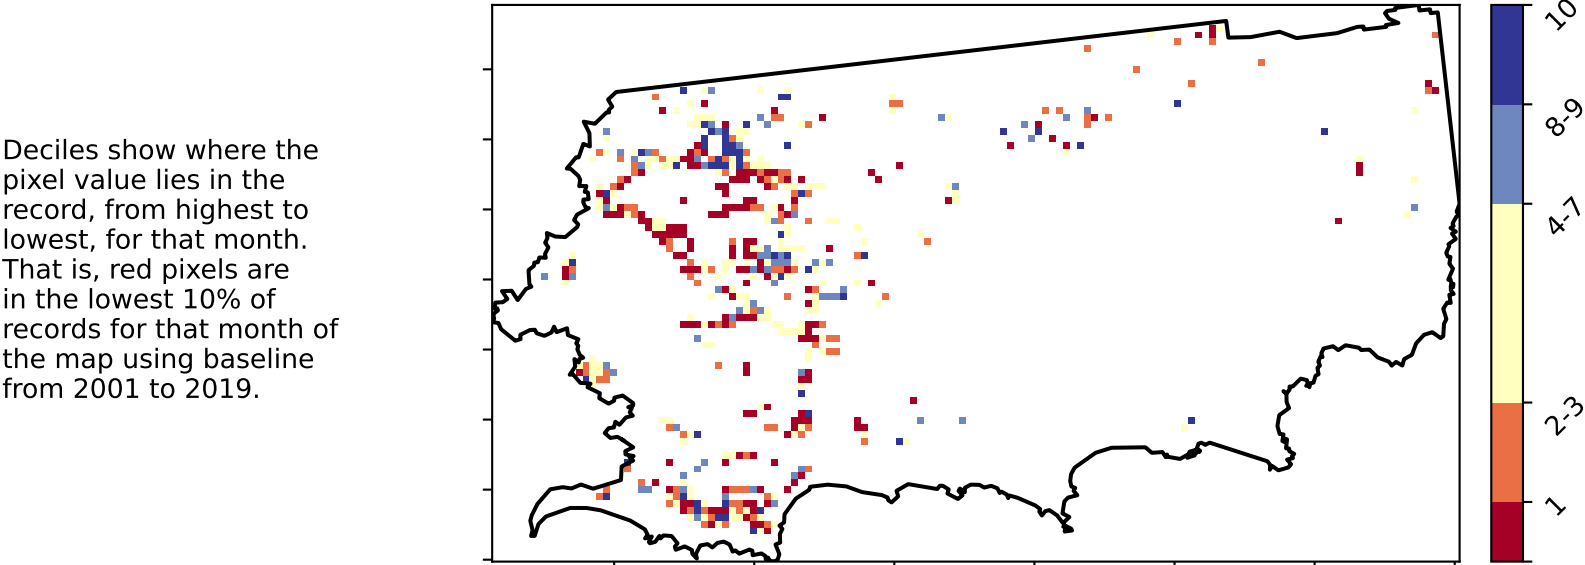 Deciles show where the
pixel value lies in the
record, from highest to
lowest, for that month.
That is, red pixels are
in the lowest 10% of
records for that month of
the map using baseline
from 2001 to 2019.
10
8-9
4-7
2-3
1